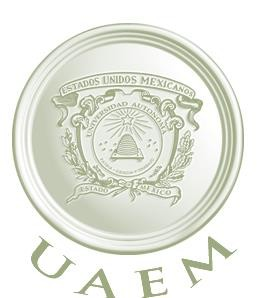 ESTADOS UNIDOS MEXICANOS
UNIVERSIDAD AUTONOMA
ESTADO MEXICO
UAEM